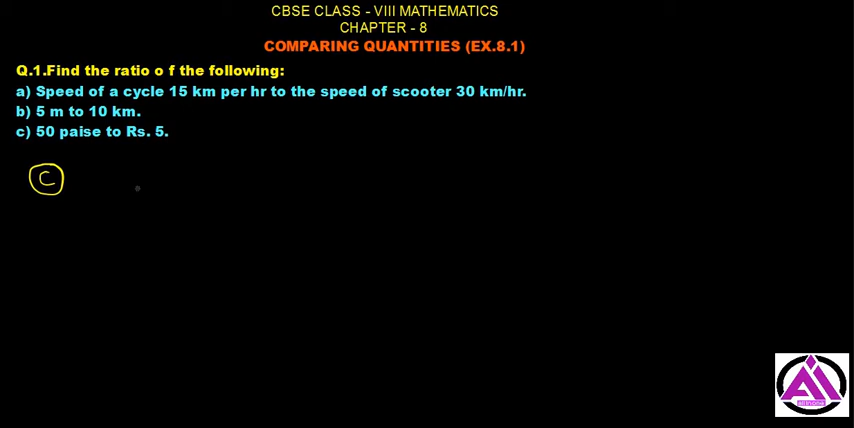 CBSE CLASS - VIII MATHEMATICS
CHAPTER - 8
COMPARING QUANTITIES (EX.8.1)
Q.1.Find the ratio o f the following:
a) Speed of a cycle 15 km per hr to the speed of scooter 30 km/hr.
b) 5 m to 10 km.
c) 50 paise to Rs. 5.
C